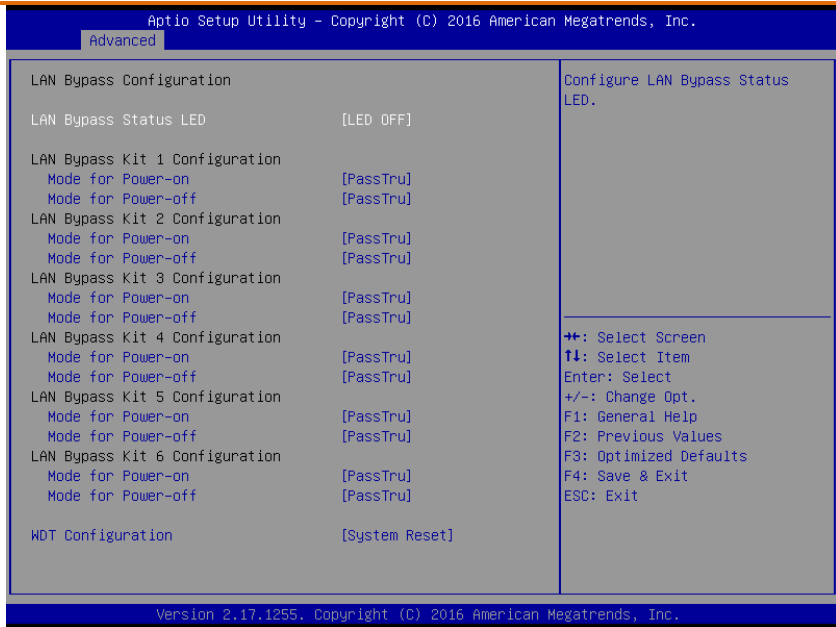 Aptio Setup Utility – Copyright (C) 2016 American Megatrends, Inc.
Advanced
LAN Bypass Configuration
LAN Bypass Status LED [LED OFF]
LAN Bypass Kit 1 Configuration
Mode for Power-on [PassTru]
Mode for Power-off [PassTru]
LAN Bypass Kit 2 Configuration
Mode for Power-on [PassTru]
Mode for Power-off [PassTru]
LAN Bypass Kit 3 Configuration
Mode for Power-on [PassTru]
Mode for Power-off [PassTru]
LAN Bypass Kit 4 Configuration
Mode for Power-on [PassTru]
Mode for Power-off [PassTru]
LAN Bypass Kit 5 Configuration
Mode for Power-on [PassTru]
Mode for Power-off [PassTru]
LAN Bypass Kit 6 Configuration
Mode for Power-on [PassTru]
Mode for Power-off [PassTru]
WDT Configuration [System Reset]
Configure LAN Bypass Status
LED.
→←: Select Screen
↑↓: Select Item
Enter: Select
+/-: Change Opt.
F1: General Help
F2: Previous Values
F3: Optimized Defaults
F4: Save & Exit
ESC: Exit
Version 2.17.1255. Copyright (C) 2016 American Megatrends, Inc.